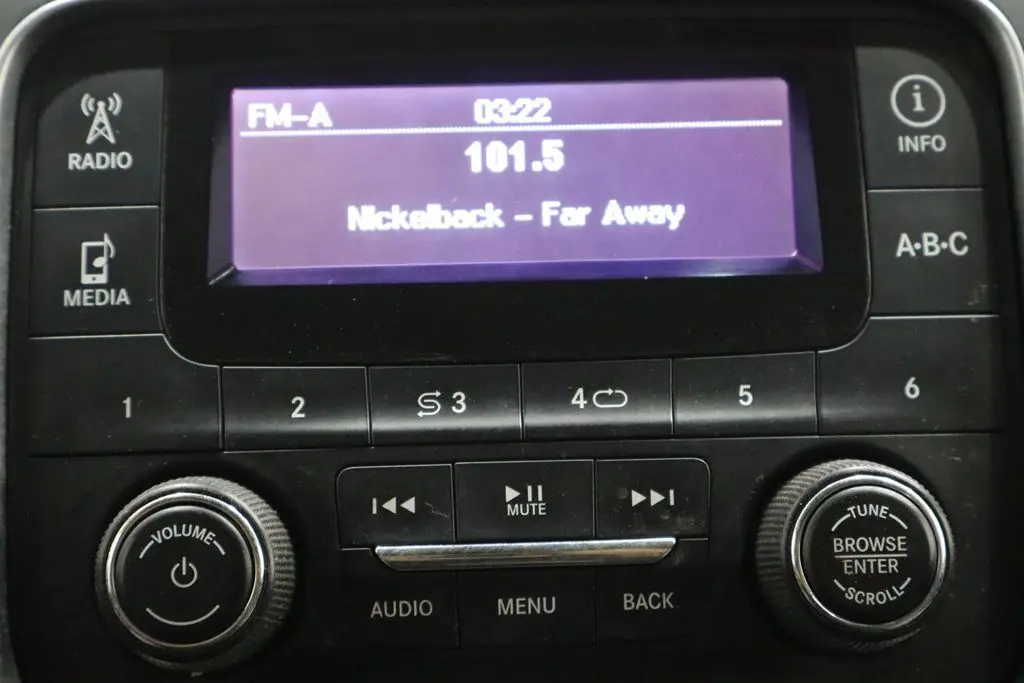 FM-A 03:22
101.5
Nickelback - Far Away
RADIO
MEDIA
INFO
A·B·C
1 2 3 4 5 6
MUTE
VOLUME
AUDIO MENU BACK
TUNE
BROWSE
ENTER
SCROLL